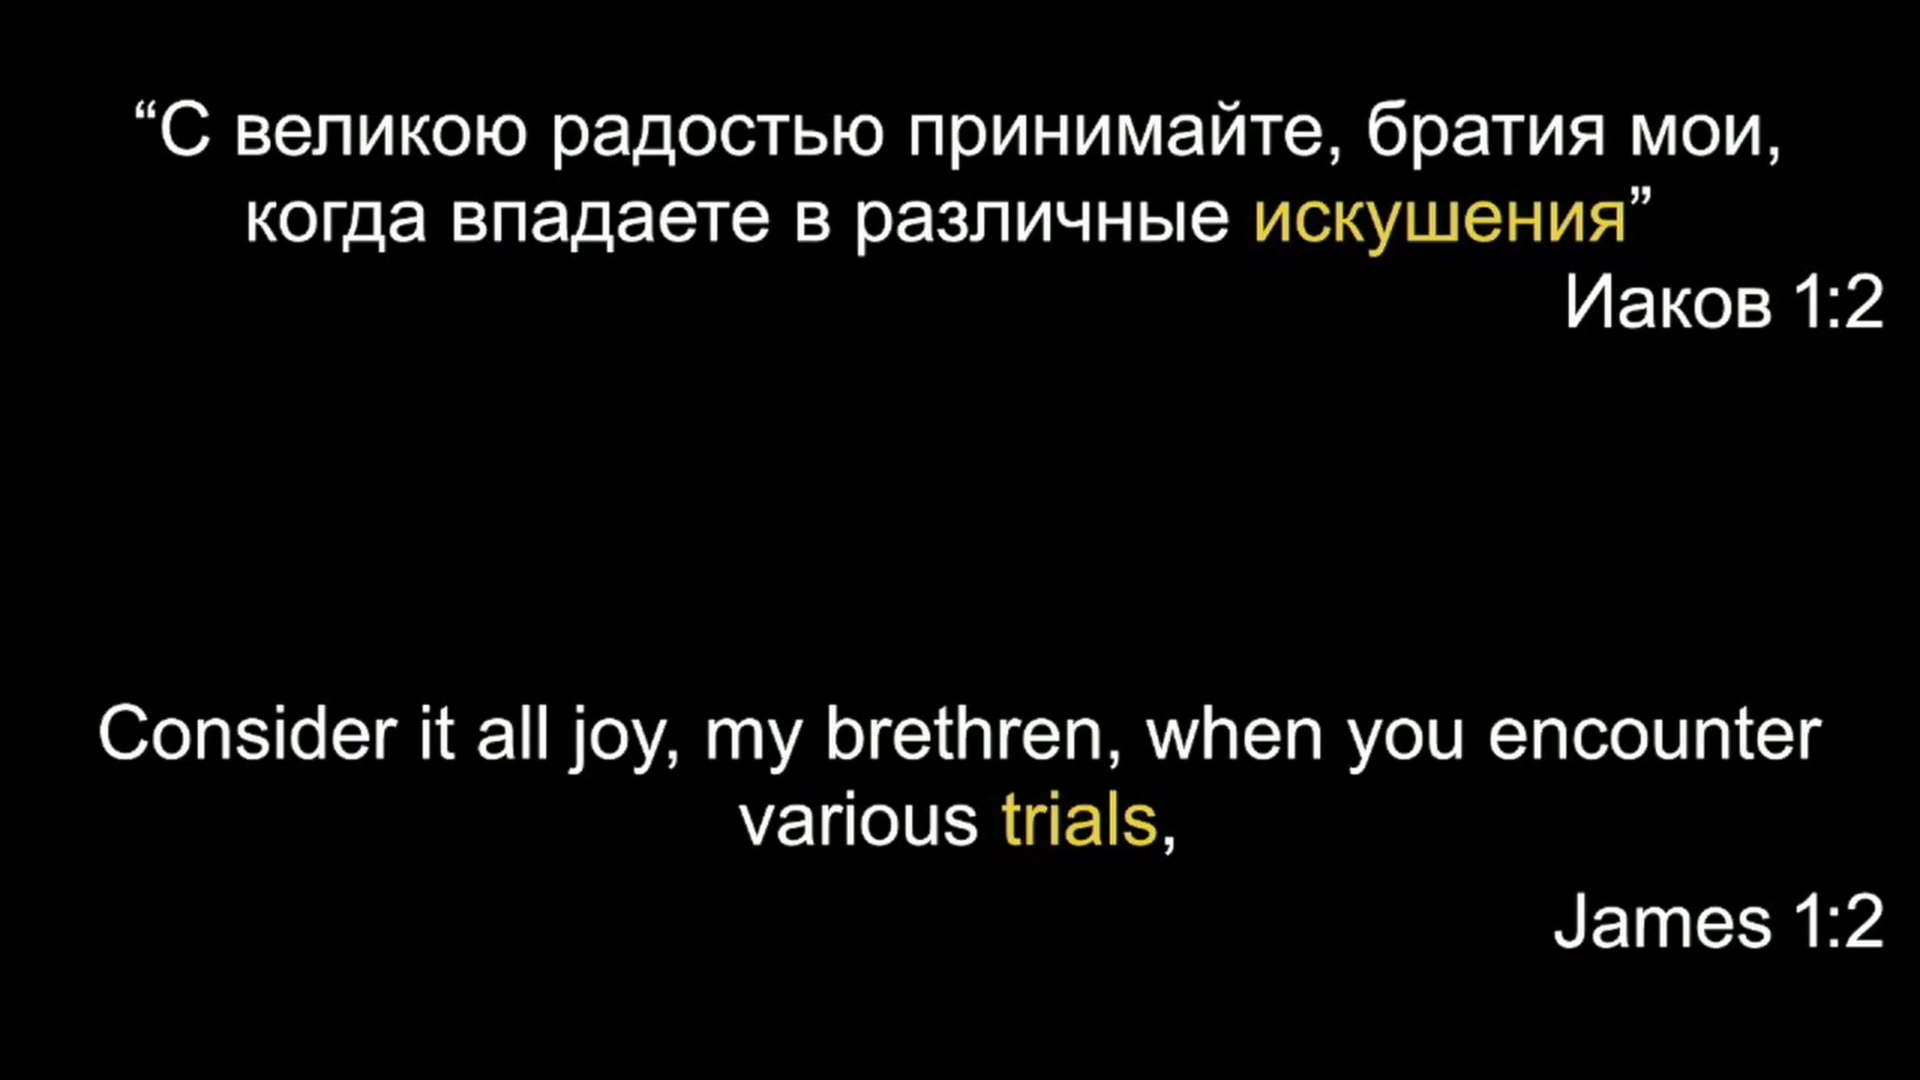 “С великою радостью принимайте, братия мои,
когда впадаете в различные искушения”
Иаков 1:2
Consider it all joy, my brethren, when you encounter
various trials,
James 1:2